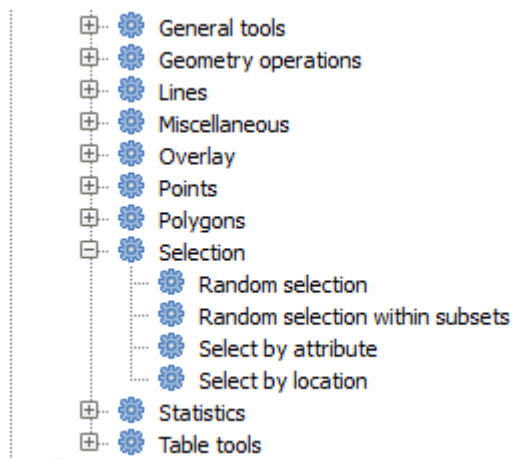 General tools
Geometry operations
Lines
Miscellaneous
Overlay
Points
Polygons
Selection
Random selection
Random selection within subsets
Select by attribute
Select by location
Statistics
Table tools